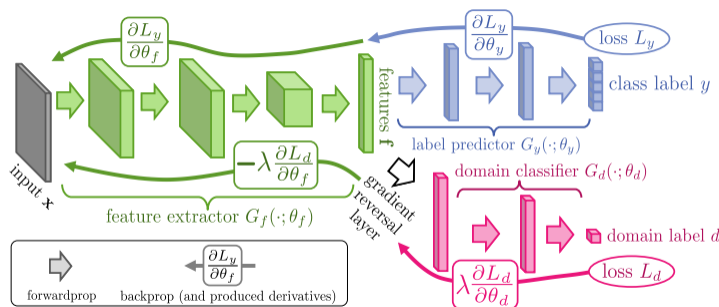 ∂L_y/∂θ_f
∂L_y/∂θ_y
loss L_y
features f
class label y
input x
−λ ∂L_d/∂θ_f
label predictor G_y(·;θ_y)
feature extractor G_f(·;θ_f)
gradient
reversal
layer
domain classifier G_d(·;θ_d)
domain label d
λ ∂L_d/∂θ_d
loss L_d
∂L_y/∂θ_f
forwardprop
backprop (and produced derivatives)